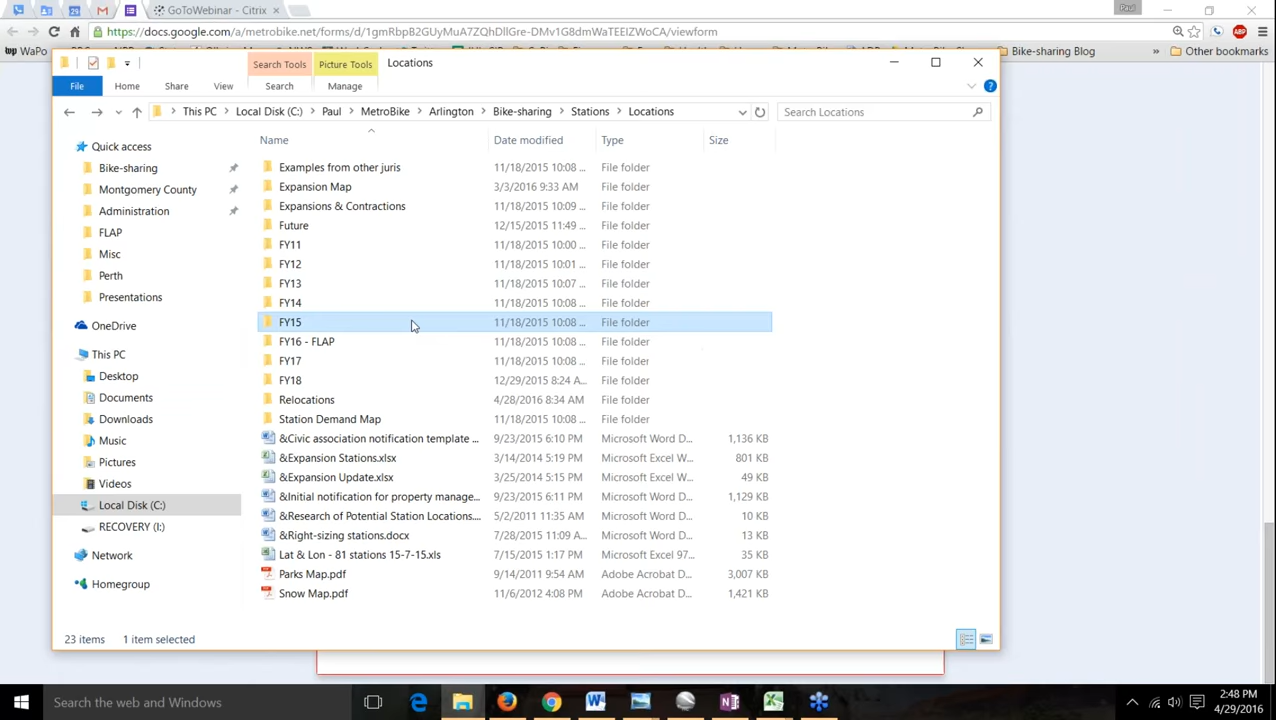 29
GoToWebinar - Citrix
Paul
https://docs.google.com/a/metrobike.net/forms/d/1gmRbpB2GUyMuA7ZQhDllGre-DMv1G8dmWaTEEIZWoCA/viewform
WaPo
Bike-sharing Blog
»
Other bookmarks
Search Tools
Picture Tools
Locations
File
Home
Share
View
Search
Manage
This PC > Local Disk (C:) > Paul > MetroBike > Arlington > Bike-sharing > Stations > Locations
Search Locations
Name
Date modified
Type
Size
Quick access
Bike-sharing
Montgomery County
Administration
FLAP
Misc
Perth
Presentations
OneDrive
This PC
Desktop
Documents
Downloads
Music
Pictures
Videos
Local Disk (C:)
RECOVERY (I:)
Network
Homegroup
Examples from other juris 11/18/2015 10:08 ... File folder
Expansion Map 3/3/2016 9:33 AM File folder
Expansions & Contractions 11/18/2015 10:09 ... File folder
Future 12/15/2015 11:49 ... File folder
FY11 11/18/2015 10:00 ... File folder
FY12 11/18/2015 10:01 ... File folder
FY13 11/18/2015 10:07 ... File folder
FY14 11/18/2015 10:08 ... File folder
FY15 11/18/2015 10:08 ... File folder
FY16 - FLAP 11/18/2015 10:08 ... File folder
FY17 11/18/2015 10:08 ... File folder
FY18 12/29/2015 8:24 A... File folder
Relocations 4/28/2016 8:34 AM File folder
Station Demand Map 11/18/2015 10:08 ... File folder
&Civic association notification template ... 9/23/2015 6:10 PM Microsoft Word D... 1,136 KB
&Expansion Stations.xlsx 3/14/2014 5:19 PM Microsoft Excel W... 801 KB
&Expansion Update.xlsx 3/25/2014 5:15 PM Microsoft Excel W... 49 KB
&Initial notification for property manage... 9/23/2015 6:11 PM Microsoft Word D... 1,129 KB
&Research of Potential Station Locations.... 5/2/2011 11:35 AM Microsoft Word D... 10 KB
&Right-sizing stations.docx 7/28/2015 11:09 A... Microsoft Word D... 13 KB
Lat & Lon - 81 stations 15-7-15.xls 7/15/2015 1:17 PM Microsoft Excel 97... 35 KB
Parks Map.pdf 9/14/2011 9:54 AM Adobe Acrobat D... 3,007 KB
Snow Map.pdf 11/6/2012 4:08 PM Adobe Acrobat D... 1,421 KB
23 items 1 item selected
Search the web and Windows
2:48 PM
4/29/2016